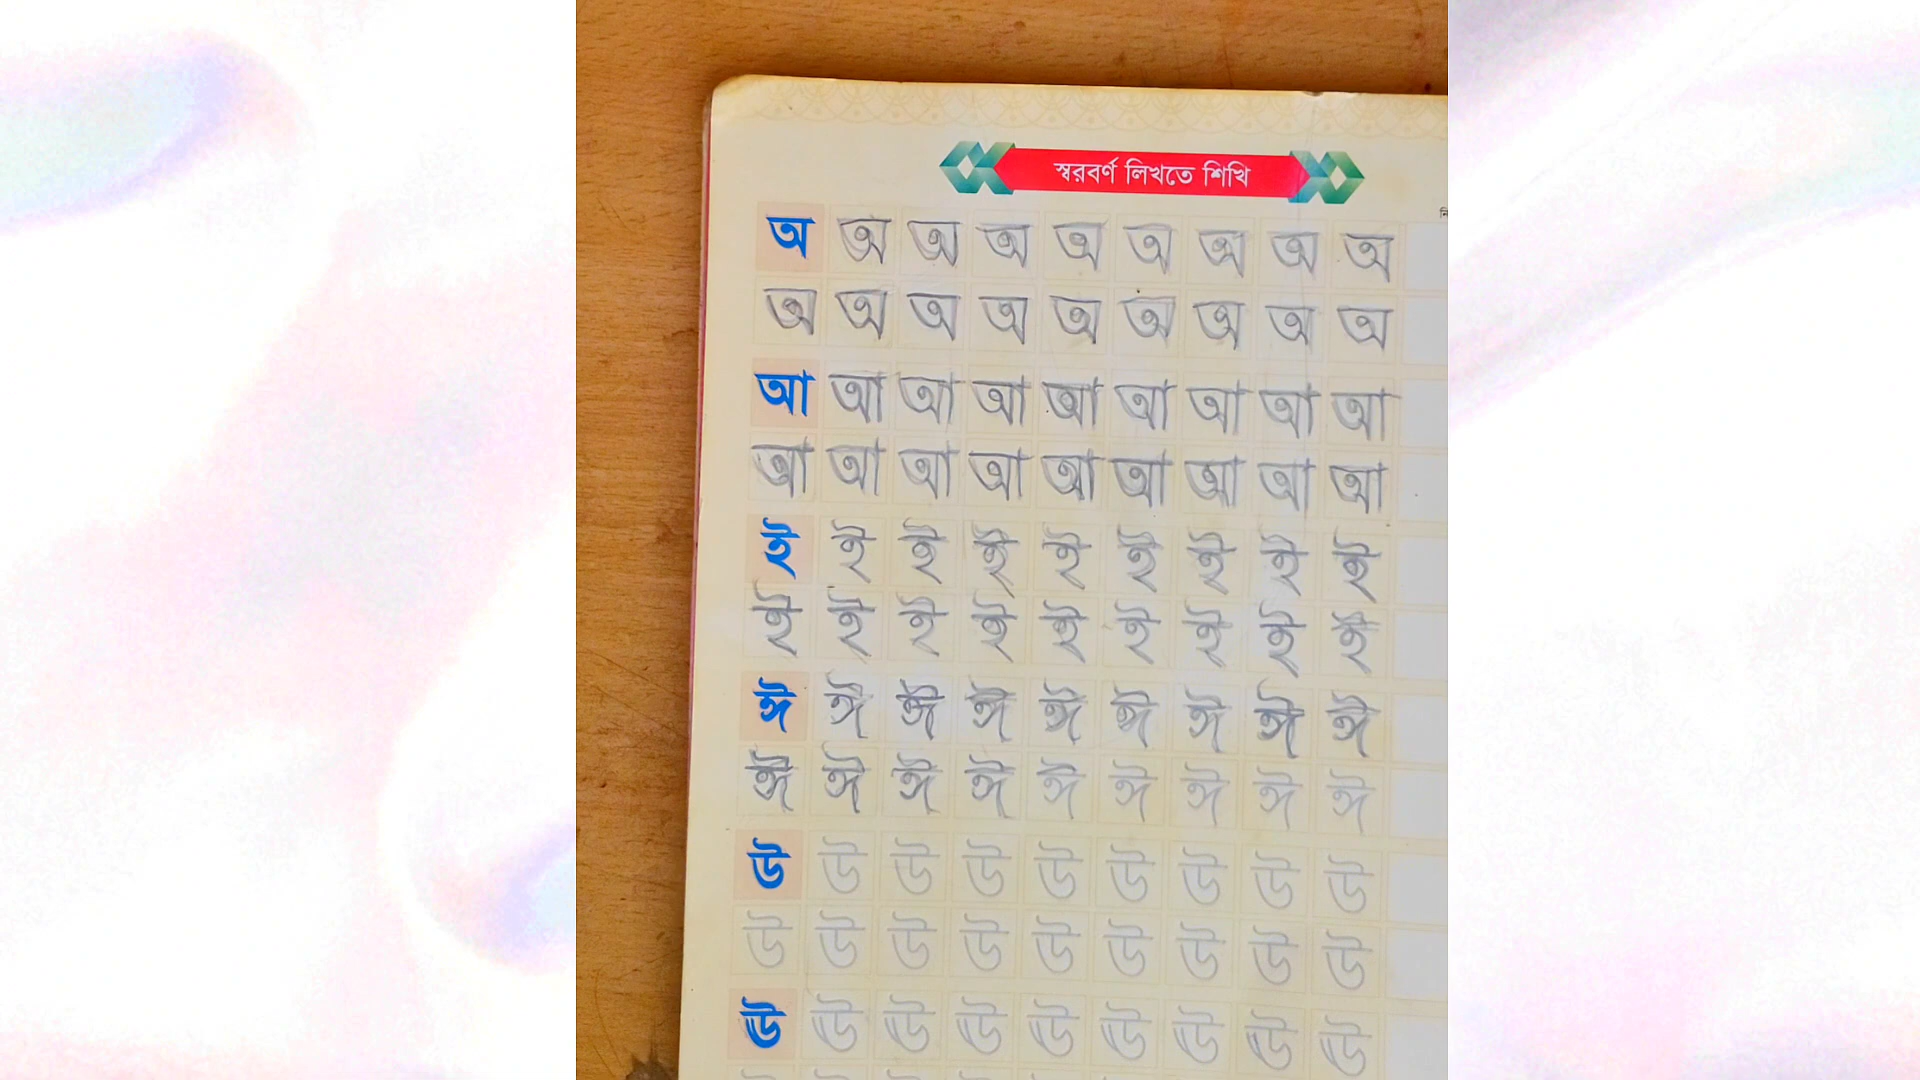 স্বরবর্ণ লিখতে শিখি
অ অ অ অ অ অ অ অ অ
অ অ অ অ অ অ অ অ অ
আ আ আ আ আ আ আ আ আ
আ আ আ আ আ আ আ আ আ
ই ই ই ই ই ই ই ই ই
ই ই ই ই ই ই ই ই ই
ঈ ঈ ঈ ঈ ঈ ঈ ঈ ঈ ঈ
ঈ ঈ ঈ ঈ ঈ ঈ ঈ ঈ ঈ
উ উ উ উ উ উ উ উ উ
উ উ উ উ উ উ উ উ উ
ঊ ঊ ঊ ঊ ঊ ঊ ঊ ঊ ঊ